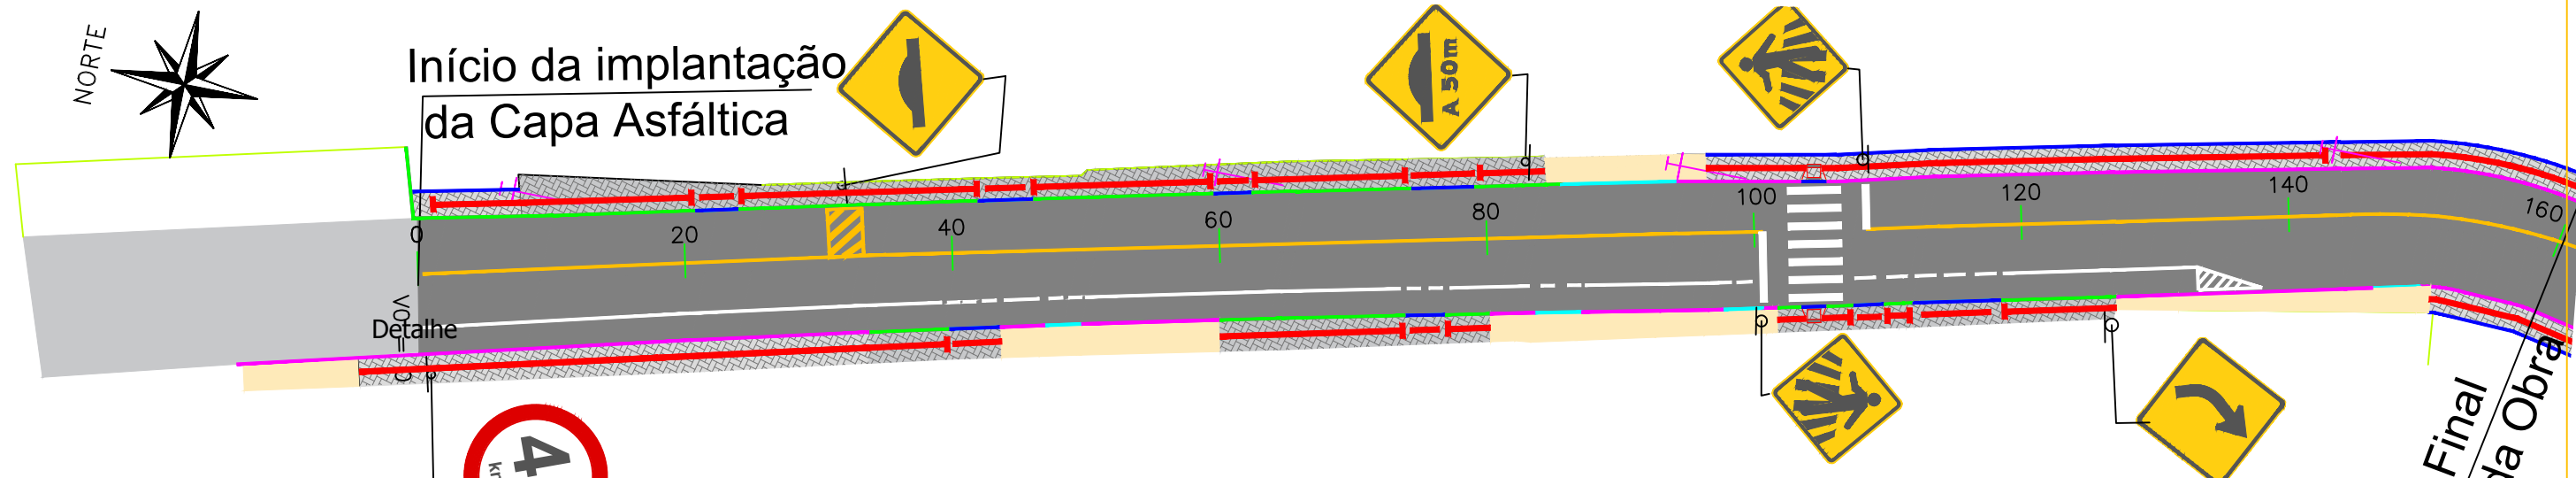 NORTE
Início da implantação
da Capa Asfáltica
A 50m
0
20
40
60
80
100
120
140
160
Detalhe
4
Final
da Obra